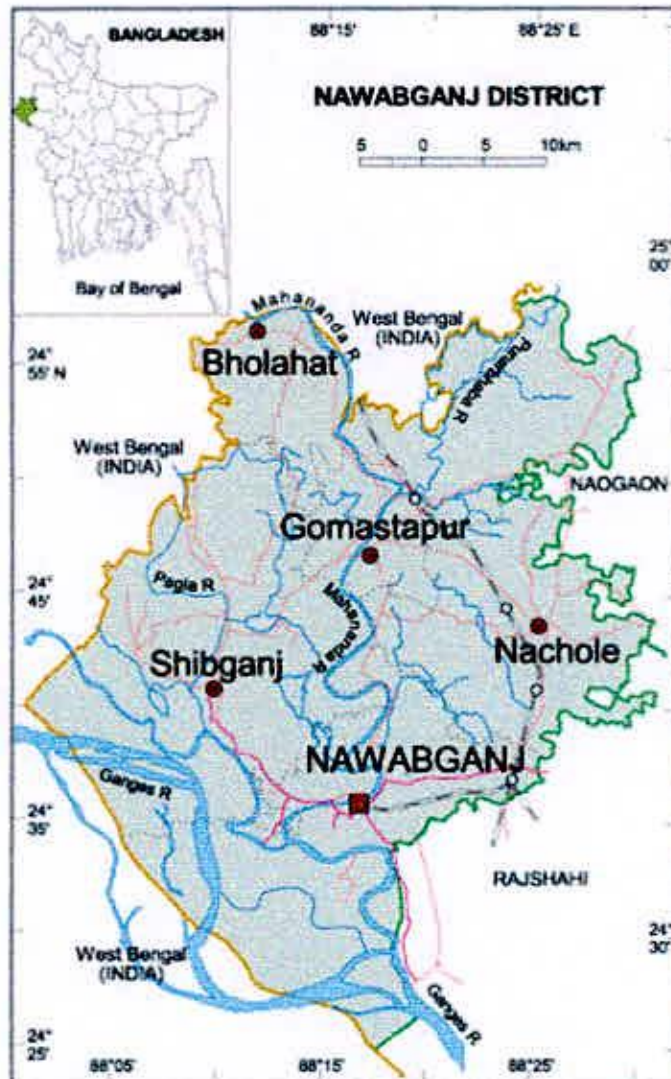 BANGLADESH
Bay of Bengal
88°15'
88°25' E
NAWABGANJ DISTRICT
5 0 5 10km
25°
00'
Mahananda R
West Bengal
(INDIA)
Bholahat
24°
55' N
Punarbhaba R
West Bengal
(INDIA)
NAOGAON
Gomastapur
24°
45'
Pagla R
Mahananda R
Nachole
Shibganj
NAWABGANJ
Ganges R
24°
35'
RAJSHAHI
24°
30'
West Bengal
(INDIA)
Ganges R
24°
25'
88°05'
88°15'
88°25'